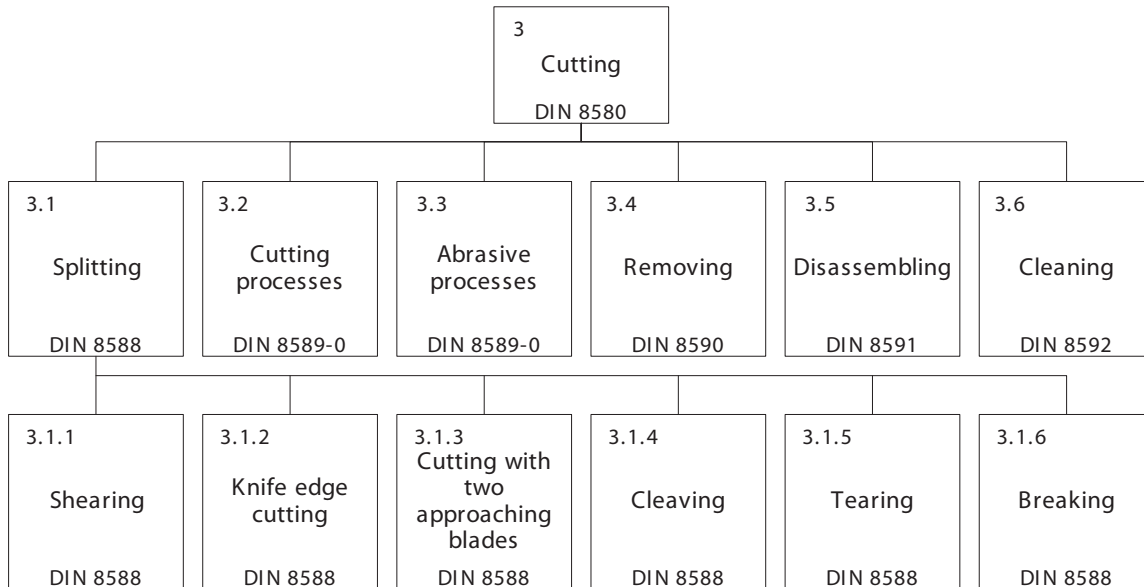 3
Cutting
DIN 8580
3.1
Splitting
DIN 8588
3.2
Cutting
processes
DIN 8589-0
3.3
Abrasive
processes
DIN 8589-0
3.4
Removing
DIN 8590
3.5
Disassembling
DIN 8591
3.6
Cleaning
DIN 8592
3.1.1
Shearing
DIN 8588
3.1.2
Knife edge
cutting
DIN 8588
3.1.3
Cutting with
two
approaching
blades
DIN 8588
3.1.4
Cleaving
DIN 8588
3.1.5
Tearing
DIN 8588
3.1.6
Breaking
DIN 8588